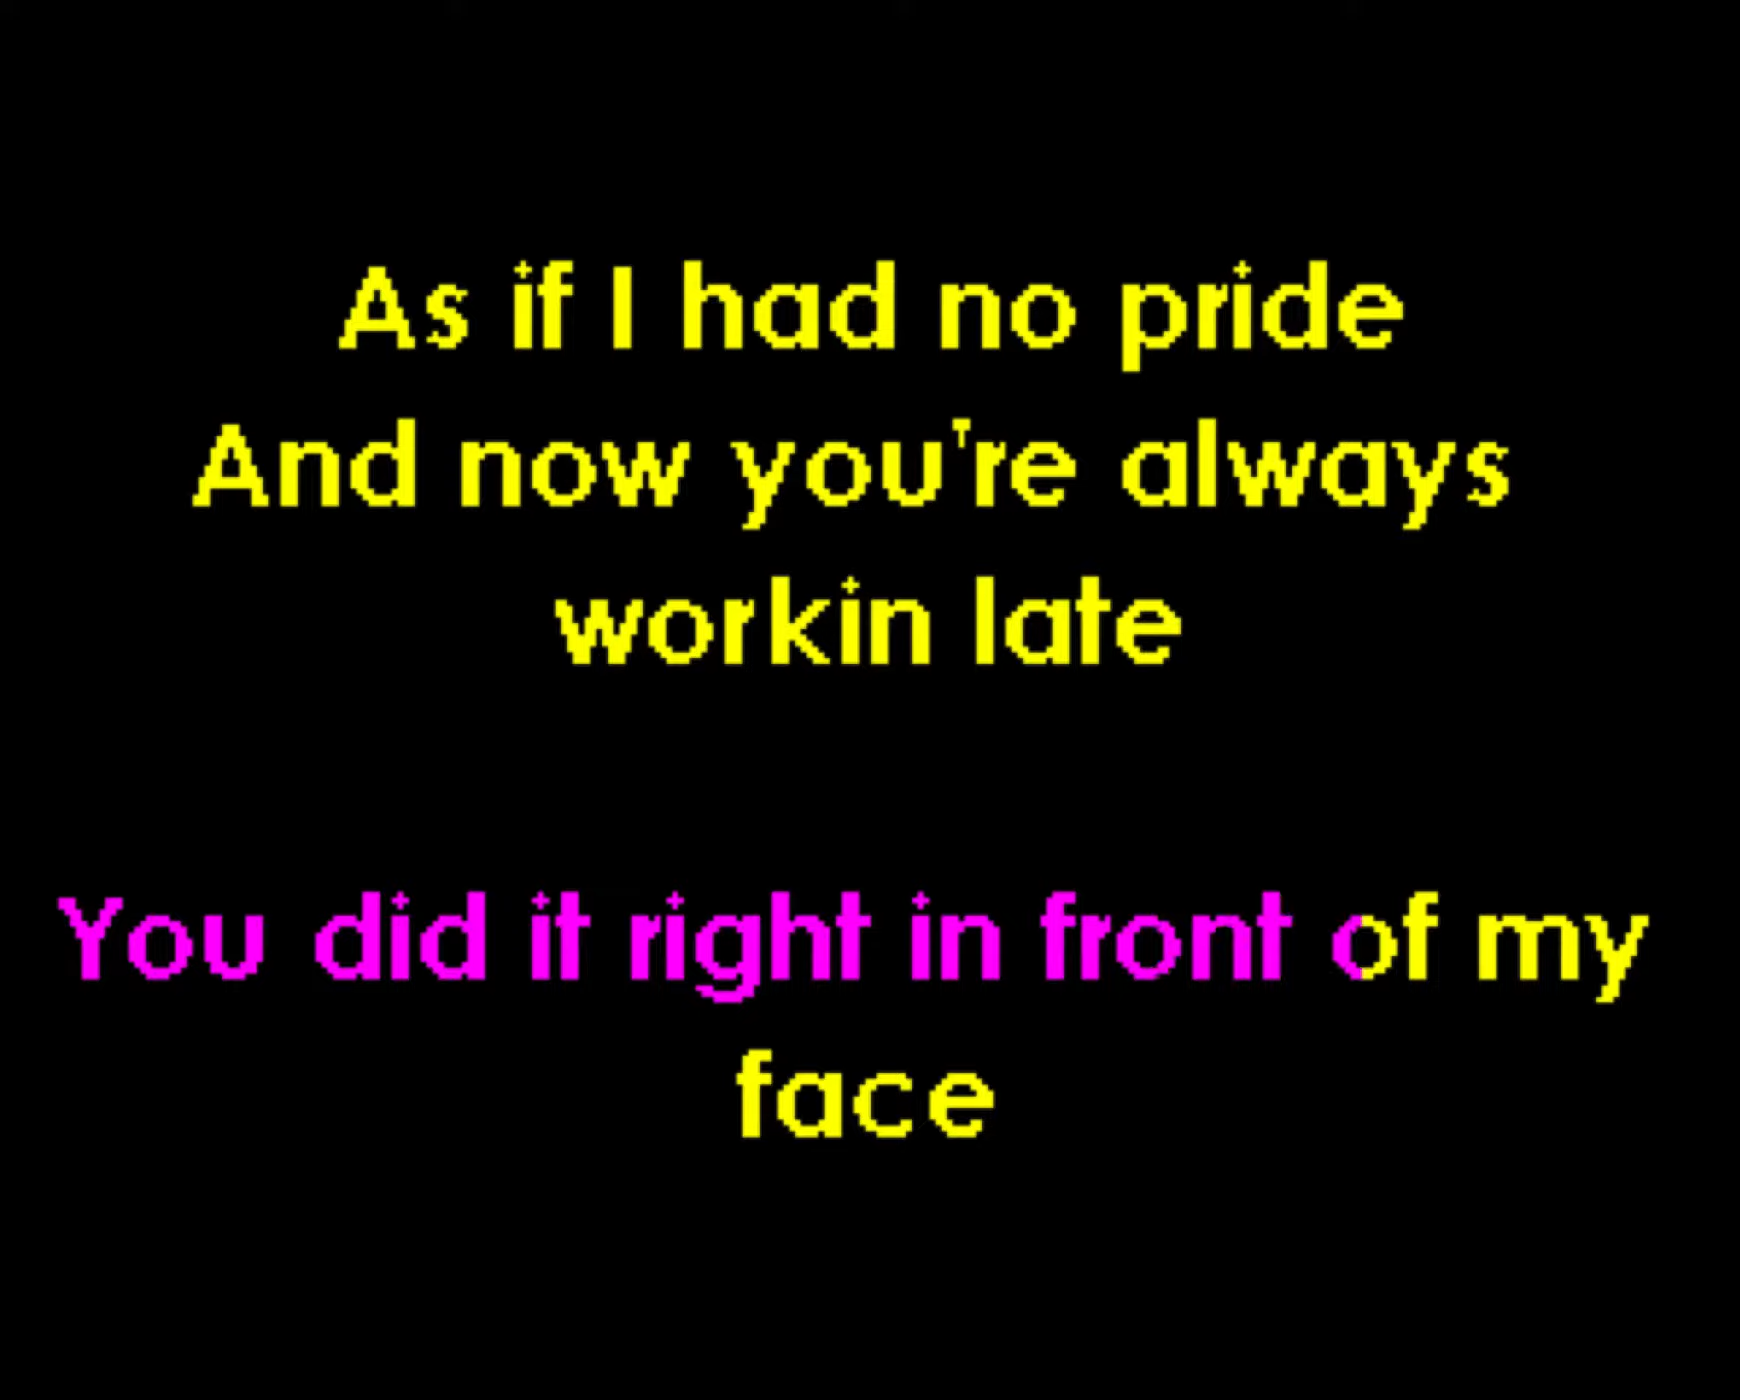 As if I had no pride
And now you're always
workin late
You did it right in front of my
face